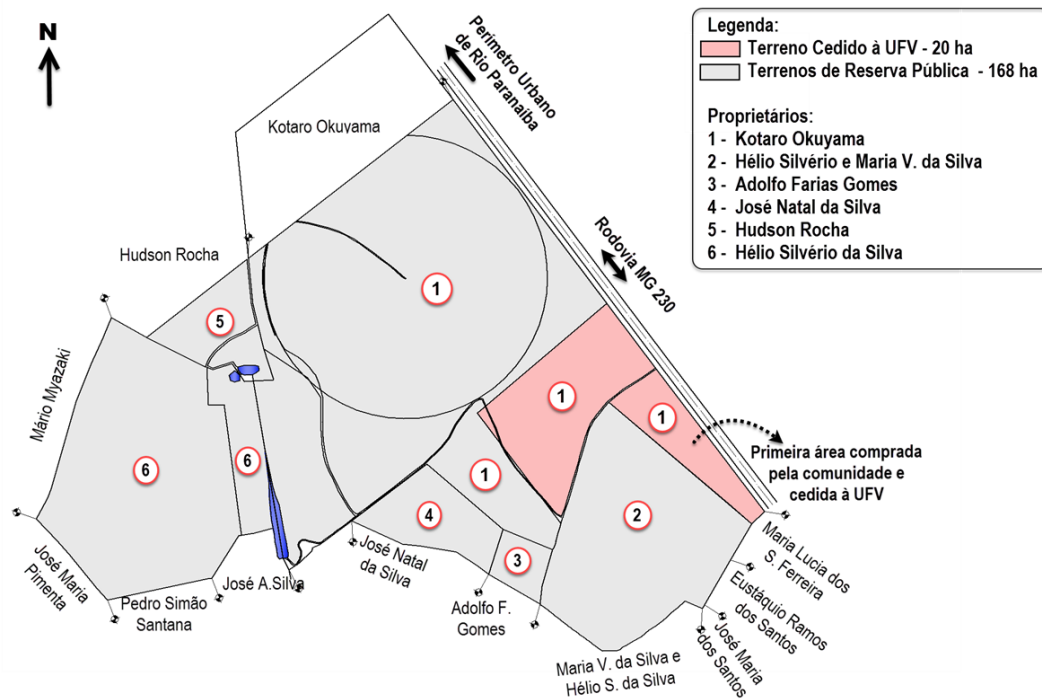 N
Perímetro Urbano
de Rio Paranaíba
Legenda:
Terreno Cedido à UFV - 20 ha
Terrenos de Reserva Pública - 168 ha
Proprietários:
1 - Kotaro Okuyama
2 - Hélio Silvério e Maria V. da Silva
3 - Adolfo Farias Gomes
4 - José Natal da Silva
5 - Hudson Rocha
6 - Hélio Silvério da Silva
Kotaro Okuyama
Rodovia MG 230
Hudson Rocha
1
5
Mário Myazaki
1
1
Primeira área comprada
pela comunidade e
cedida à UFV
6
6
1
4
2
3
José Maria
Pimenta
Pedro Simão
Santana
José A.Silva
José Natal
da Silva
Adolfo F.
Gomes
Maria V. da Silva e
Hélio S. da Silva
José Maria
dos Santos
Eustáquio Ramos
dos Santos
Maria Lucia dos
S. Ferreira